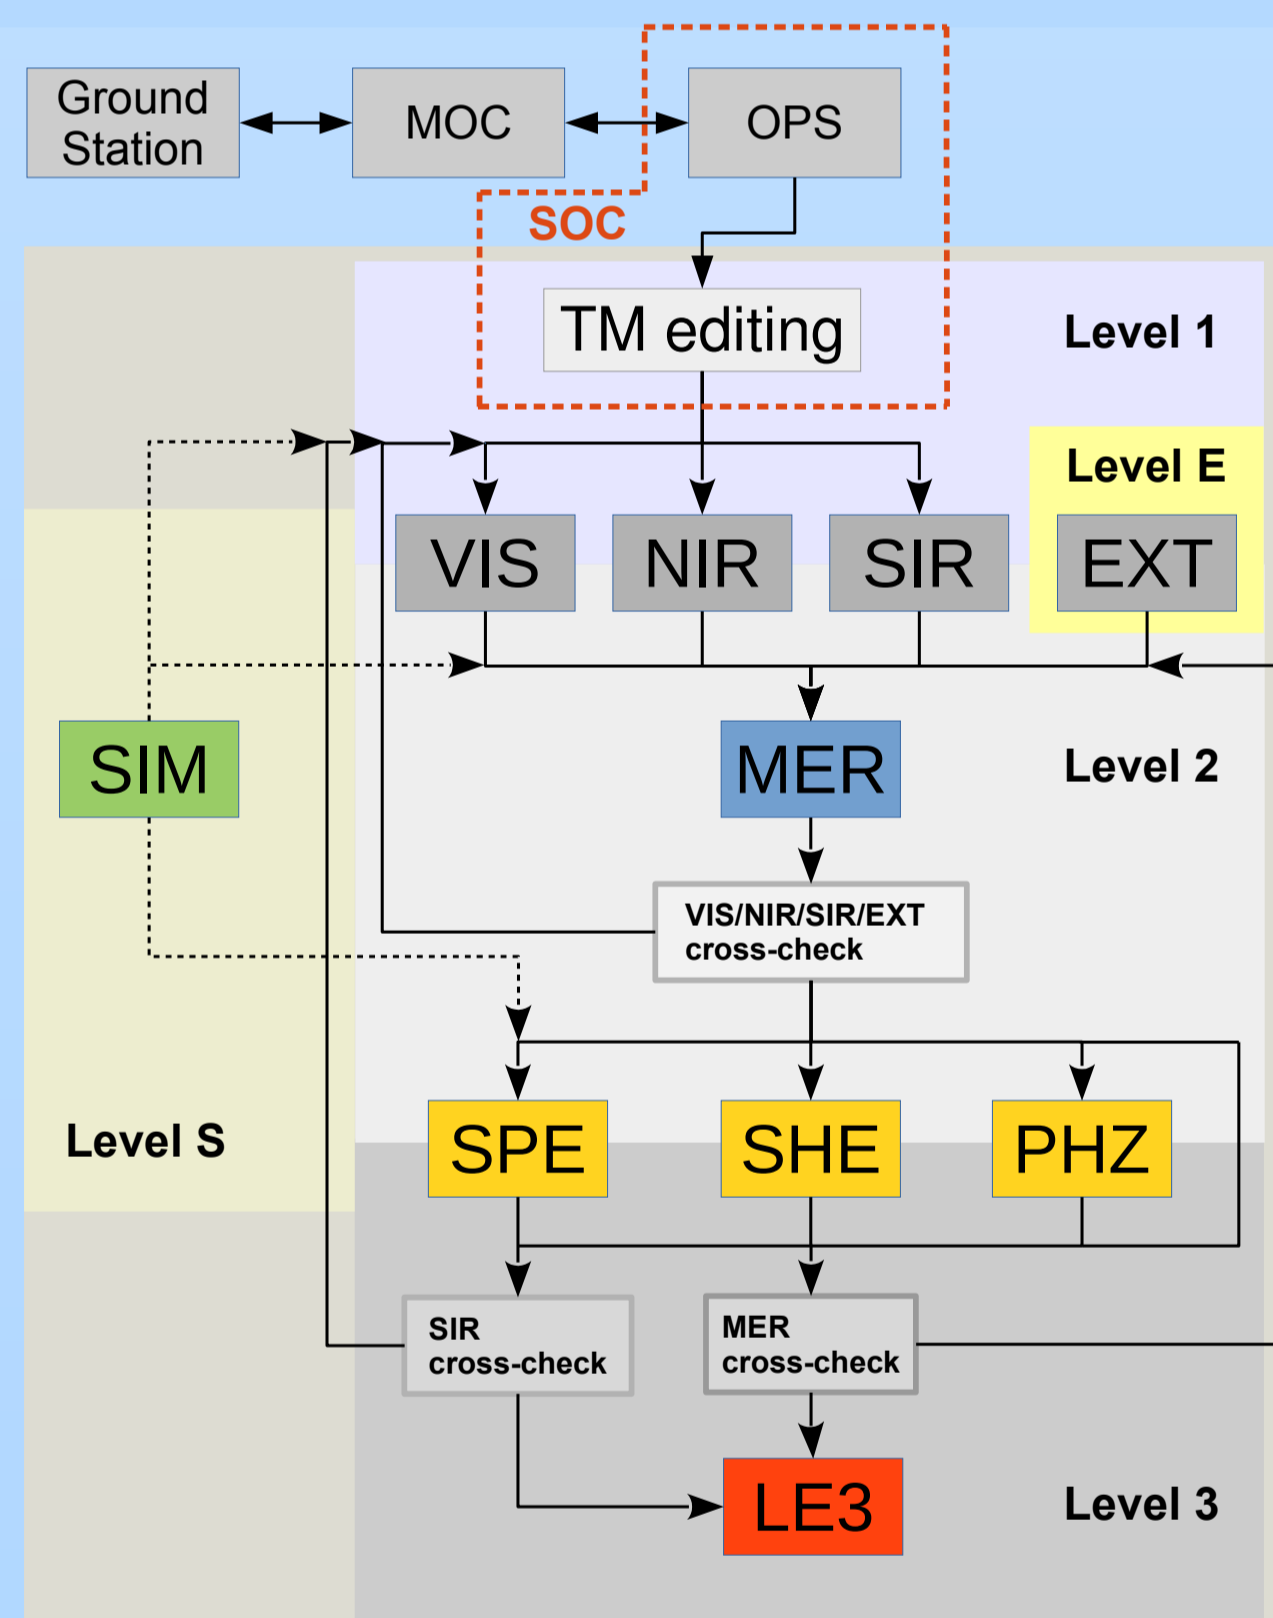 Ground
Station
MOC
OPS
SOC
TM editing
Level 1
Level E
VIS
NIR
SIR
EXT
SIM
MER
Level 2
VIS/NIR/SIR/EXT
cross-check
SPE
SHE
PHZ
Level S
SIR
cross-check
MER
cross-check
LE3
Level 3